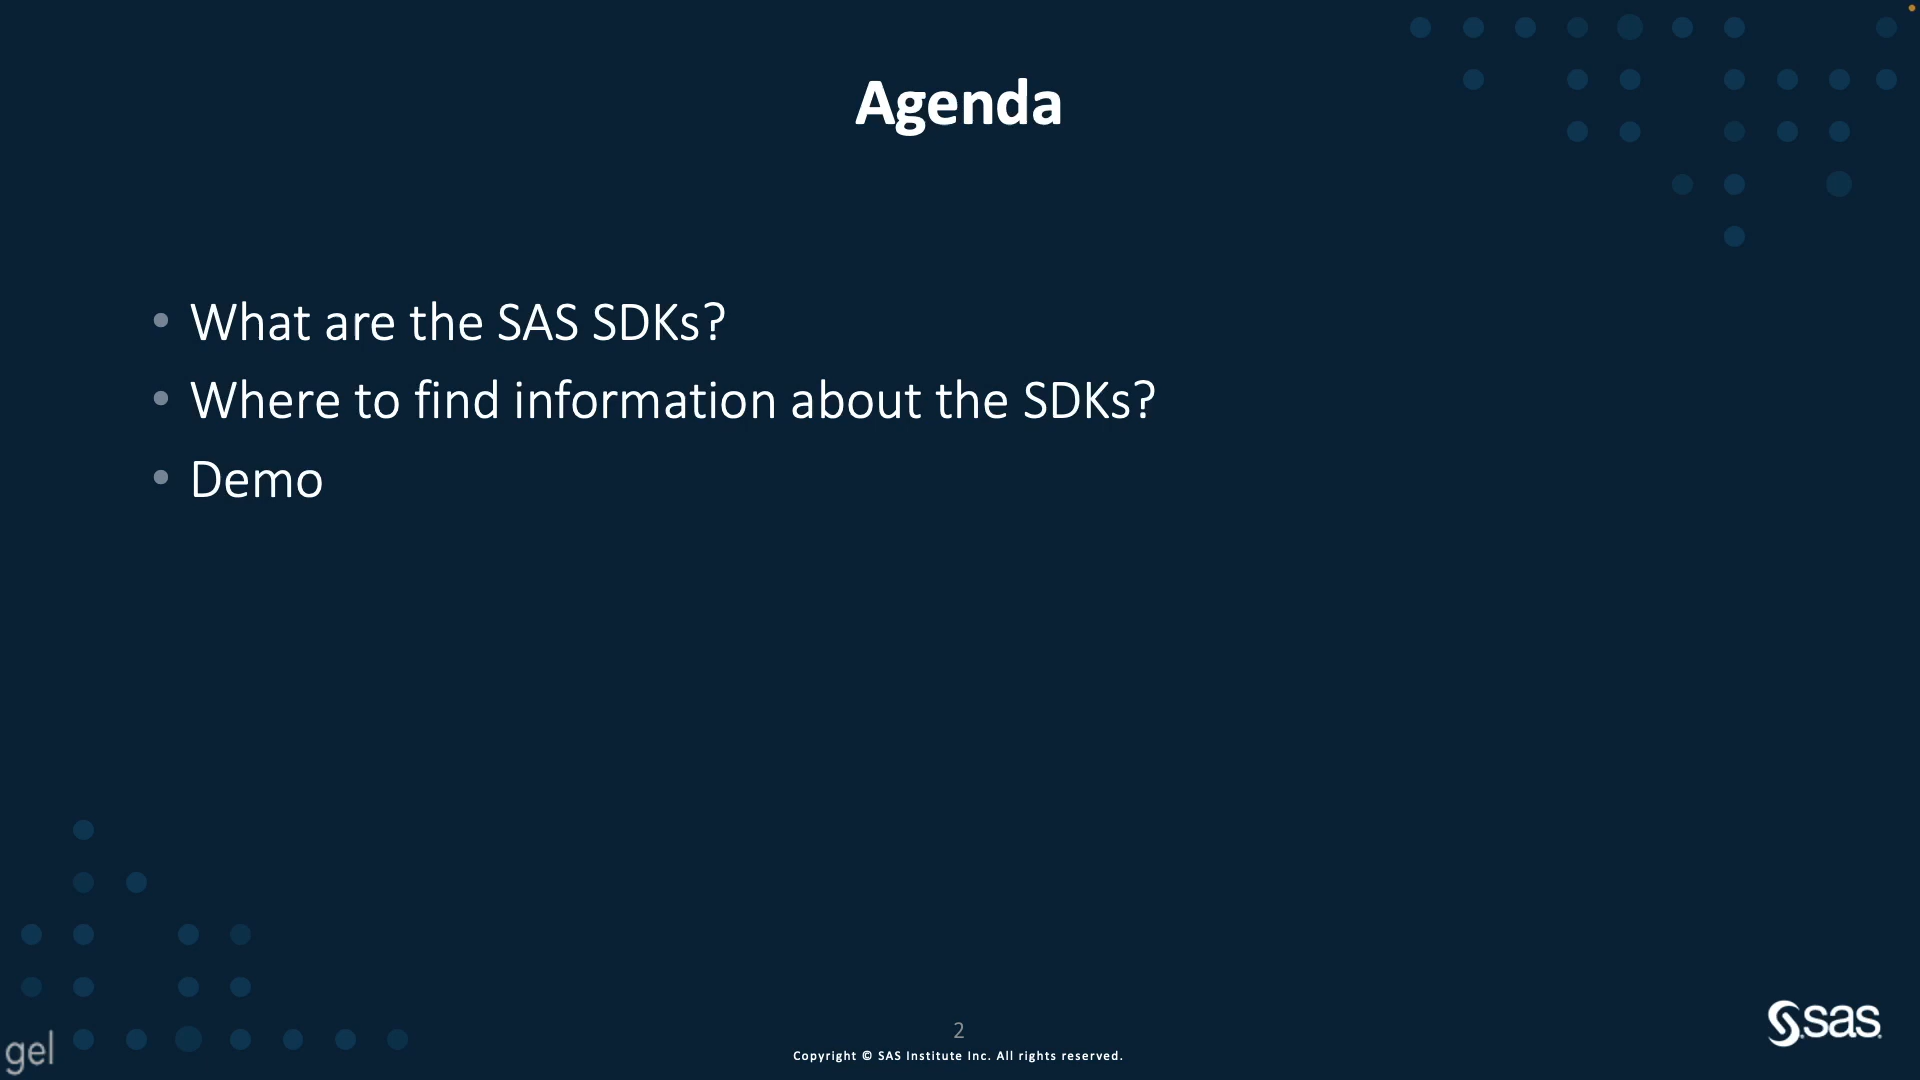 Agenda
• What are the SAS SDKs?
• Where to find information about the SDKs?
• Demo
2
Copyright © SAS Institute Inc. All rights reserved.
gel
sas